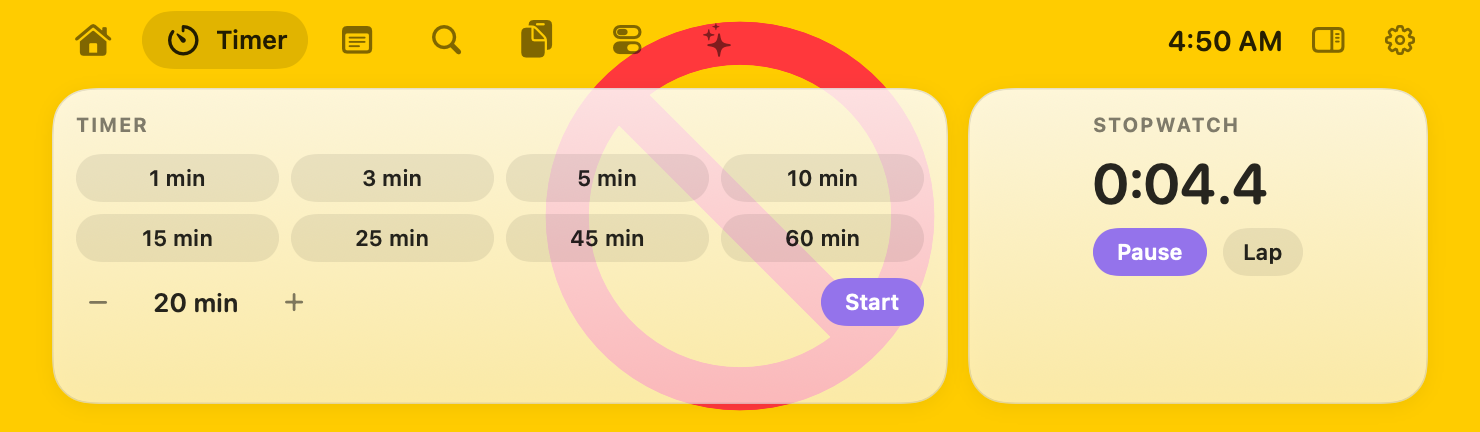 Timer
4:50 AM
TIMER
1 min
3 min
5 min
10 min
15 min
25 min
45 min
60 min
− 20 min +
Start
STOPWATCH
0:04.4
Pause
Lap